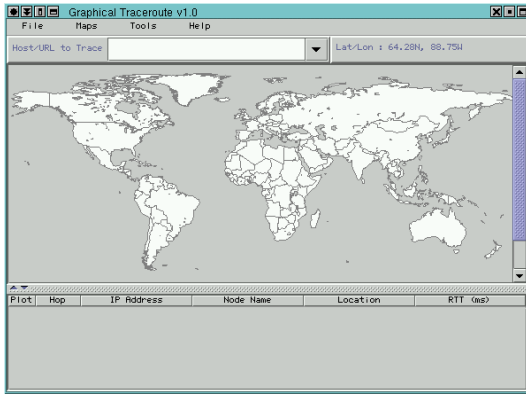 Graphical Traceroute v1.0
File Maps Tools Help
Host/URL to Trace Lat/Lon : 64.28N, 88.75W
Plot Hop IP Address Node Name Location RTT (ms)